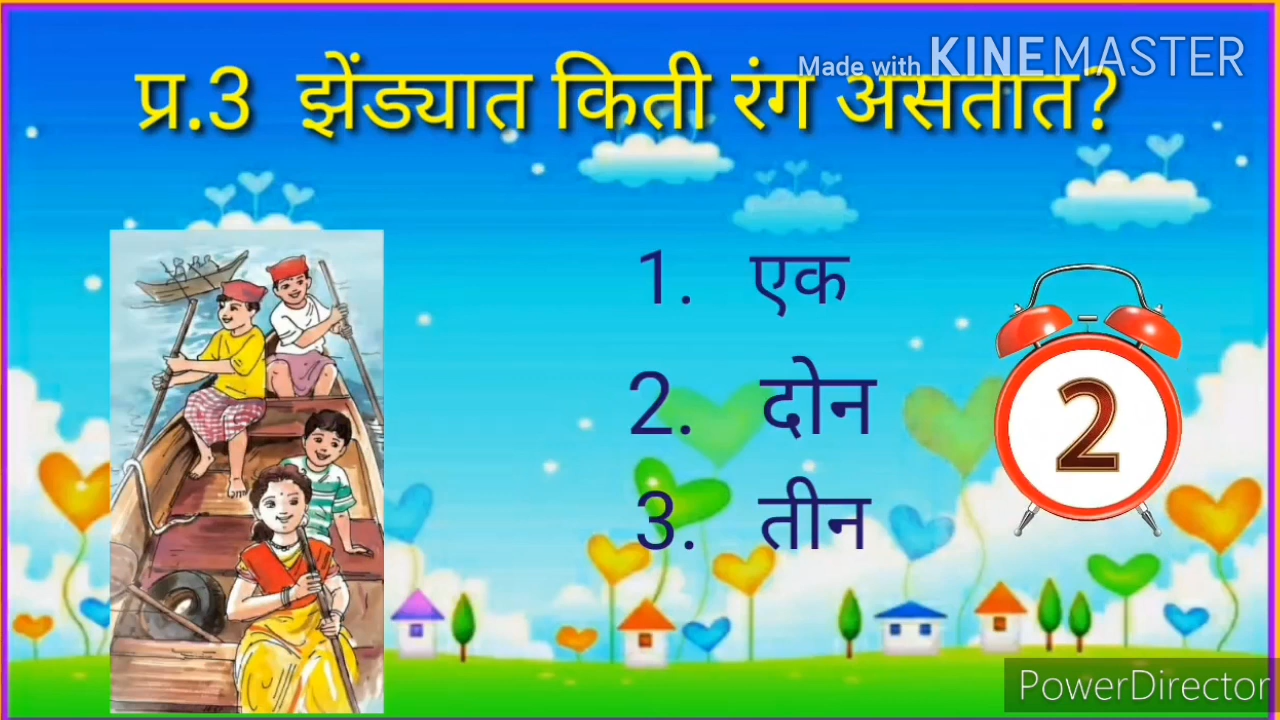 Made with KINEMASTER
प्र.3 झेंड्यात किती रंग असतात?
1. एक
2. दोन
3. तीन
2
PowerDirector